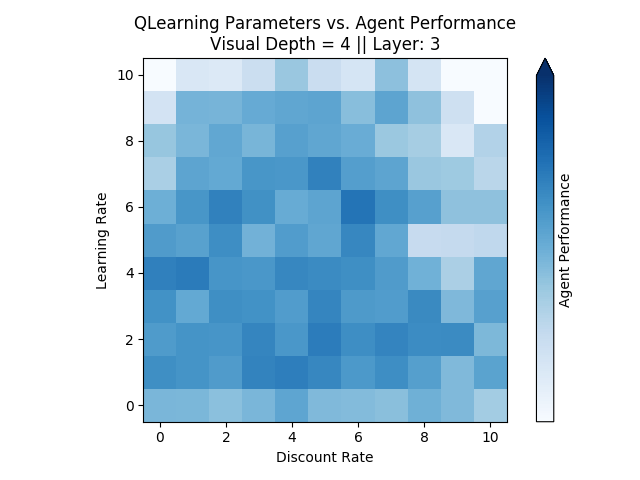 QLearning Parameters vs. Agent Performance
Visual Depth = 4 || Layer: 3
10
8
6
4
2
0
Learning Rate
0 2 4 6 8 10
Discount Rate
Agent Performance